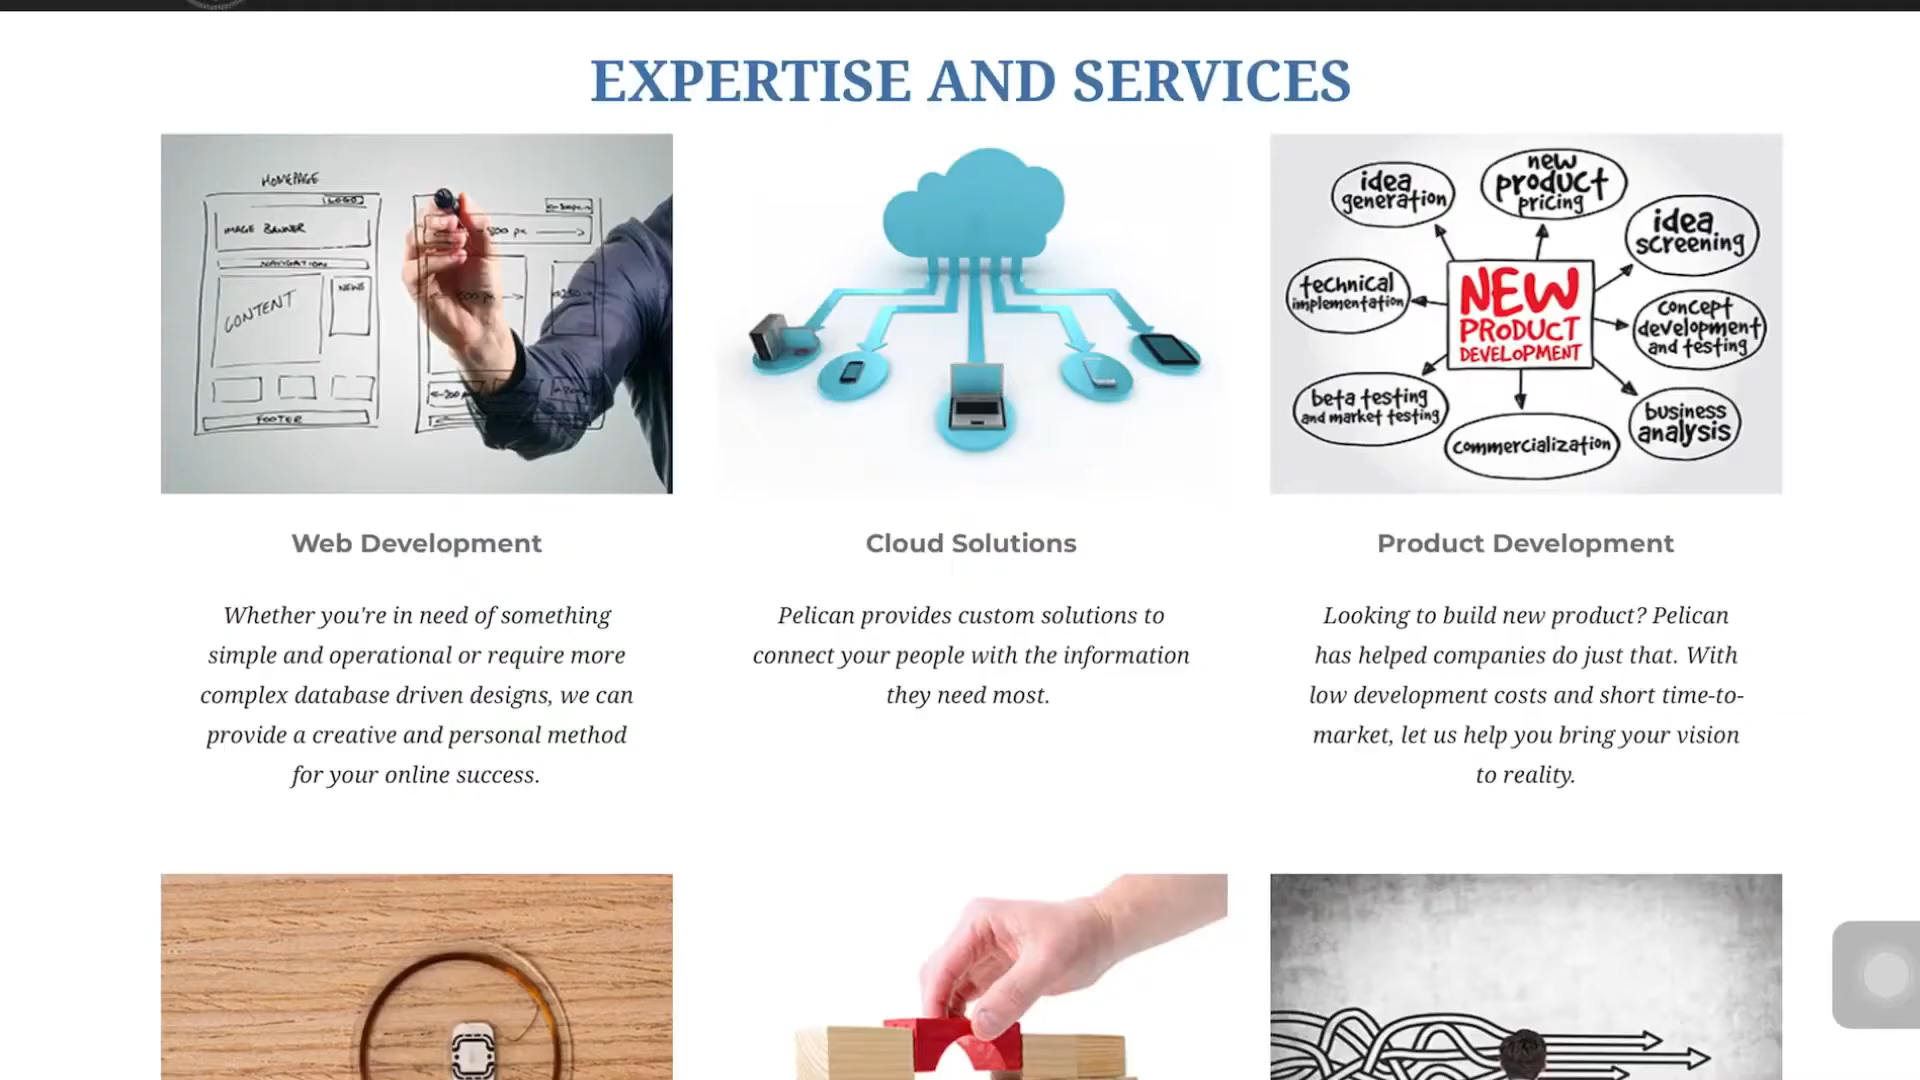 EXPERTISE AND SERVICES
HOMEPAGE
LOGO
IMAGE BANNER
NAVIGATION
CONTENT
NEWS
FOOTER
idea
generation
new
product
pricing
idea
screening
technical
implementation
NEW
PRODUCT
DEVELOPMENT
concept
development
and testing
beta testing
and market testing
business
analysis
commercialization
Web Development
Cloud Solutions
Product Development
Whether you're in need of something
simple and operational or require more
complex database driven designs, we can
provide a creative and personal method
for your online success.
Pelican provides custom solutions to
connect your people with the information
they need most.
Looking to build new product? Pelican
has helped companies do just that. With
low development costs and short time-to-
market, let us help you bring your vision
to reality.